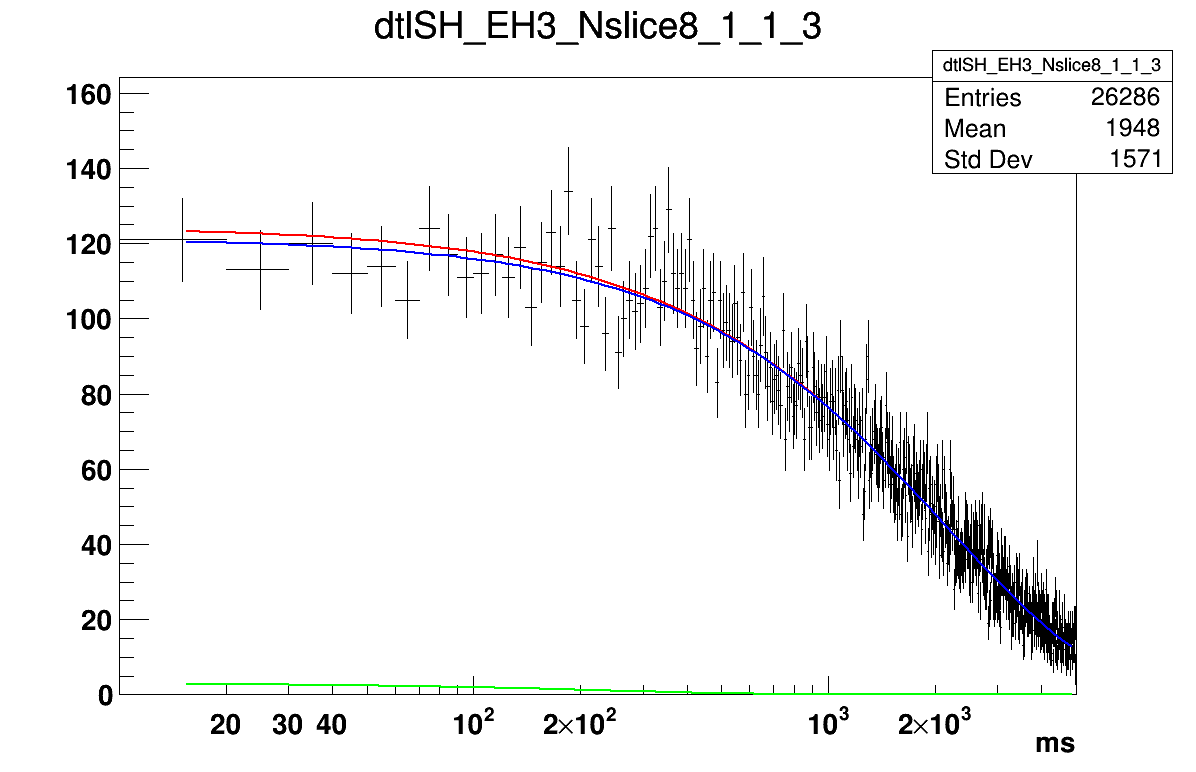 dtlSH_EH3_Nslice8_1_1_3
dtlSH_EH3_Nslice8_1_1_3
Entries 26286
Mean 1948
Std Dev 1571
160
140
120
100
80
60
40
20
0
20 30 40 10² 2×10² 10³ 2×10³
ms